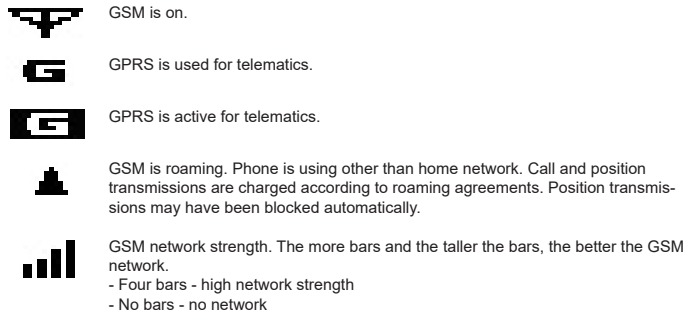 GSM is on.
G
GPRS is used for telematics.
G
GPRS is active for telematics.
GSM is roaming. Phone is using other than home network. Call and position
transmissions are charged according to roaming agreements. Position transmis-
sions may have been blocked automatically.
GSM network strength. The more bars and the taller the bars, the better the GSM
network.
- Four bars - high network strength
- No bars - no network